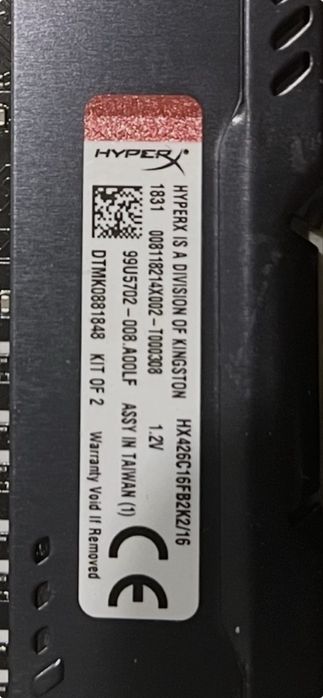 HYPERX
HYPERX IS A DIVISION OF KINGSTON HX426C16FB2K2/16
1831 008118214X002-T000308 1.2V
99U5702-008.A00LF ASSY IN TAIWAN (1)
DTMK0881848 KIT OF 2 Warranty Void If Removed
CE